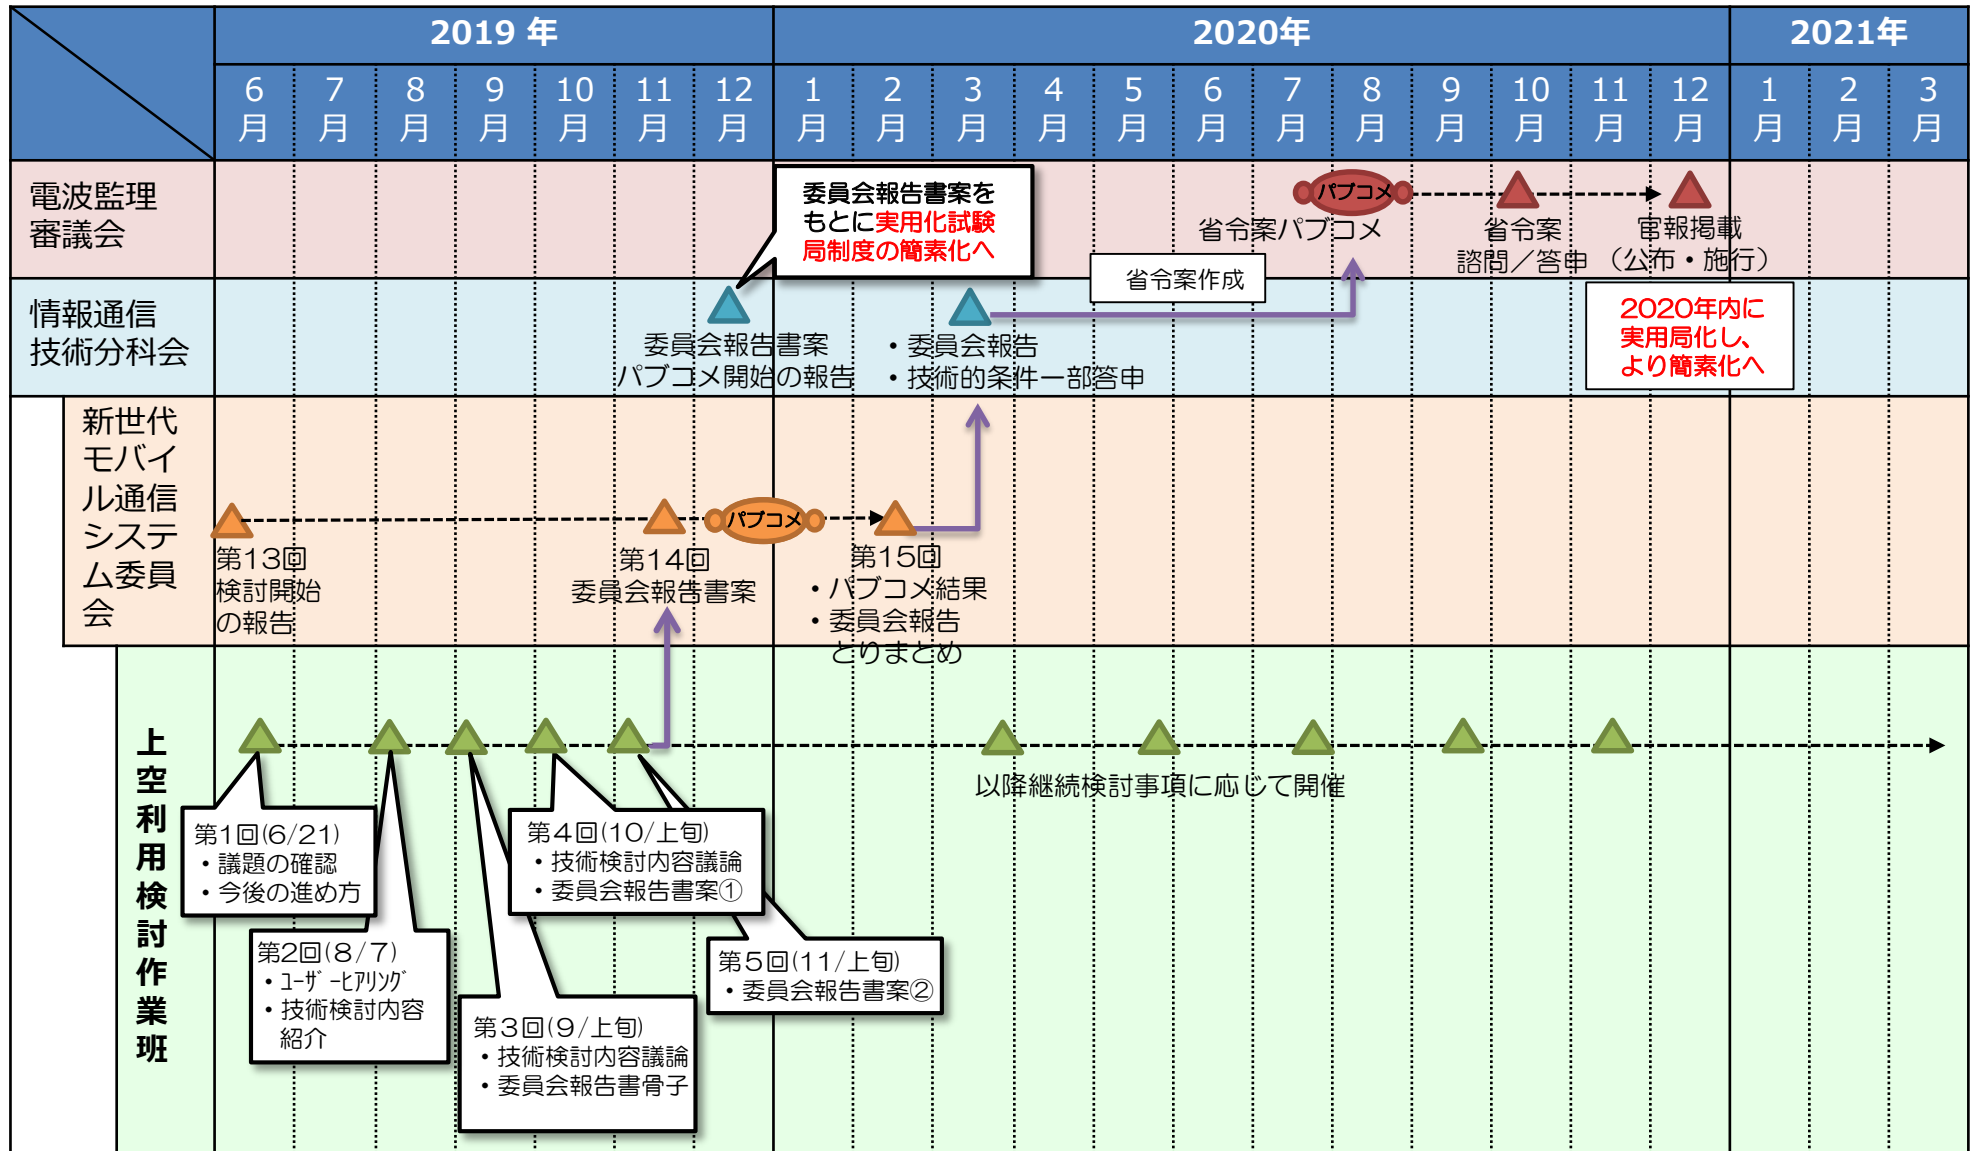 2019 年
2020年
2021年
6月
7月
8月
9月
10月
11月
12月
1月
2月
3月
4月
5月
6月
7月
8月
9月
10月
11月
12月
1月
2月
3月
電波監理
審議会
委員会報告書案を
もとに実用化試験
局制度の簡素化へ
パブコメ
省令案パブコメ
省令案
諮問／答申
官報掲載
（公布・施行）
情報通信
技術分科会
委員会報告書案
パブコメ開始の報告
・委員会報告
・技術的条件一部答申
省令案作成
2020年内に
実用局化し、
より簡素化へ
新世代
モバイ
ル通信
システ
ム委員
会
第13回
検討開始
の報告
第14回
委員会報告書案
パブコメ
第15回
・パブコメ結果
・委員会報告
とりまとめ
上空利用検討作業班
以降継続検討事項に応じて開催
第1回(6/21)
・議題の確認
・今後の進め方
第2回(8/7)
・ﾕｰｻﾞｰﾋｱﾘﾝｸﾞ
・技術検討内容
紹介
第3回(9/上旬)
・技術検討内容議論
・委員会報告書骨子
第4回(10/上旬)
・技術検討内容議論
・委員会報告書案①
第5回(11/上旬)
・委員会報告書案②